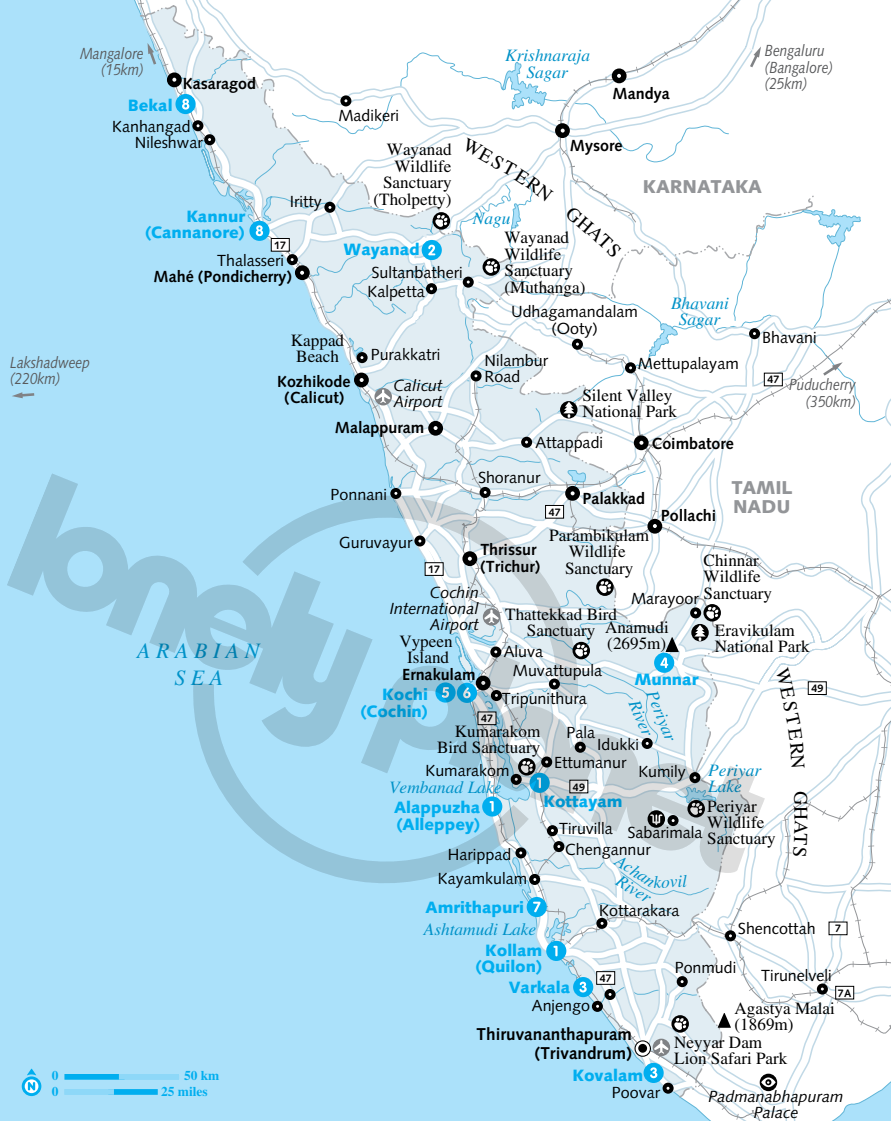 Mangalore
(15km)
Kasaragod
Bekal 8
Kanhangad
Nileshwar
Krishnaraja
Sagar
Bengaluru
(Bangalore)
(25km)
Mandya
Madikeri
Mysore
WESTERN
GHATS
KARNATAKA
Wayanad
Wildlife
Sanctuary
(Tholpetty)
Iritty
Nagu
Kannur
(Cannanore) 8
17
Wayanad 2
Wayanad
Wildlife
Sanctuary
(Muthanga)
Thalasseri
Mahé (Pondicherry)
Sultanbatheri
Kalpetta
Udhagamandalam
(Ooty)
Bhavani
Sagar
Bhavani
Kappad
Beach
Purakkatri
Nilambur
Road
Mettupalayam
47
Puducherry
(350km)
Lakshadweep
(220km)
Kozhikode
(Calicut)
Calicut
Airport
Silent Valley
National Park
Malappuram
Attappadi
Coimbatore
Shoranur
Ponnani
Palakkad
47
TAMIL
NADU
Pollachi
Guruvayur
Thrissur
(Trichur)
Parambikulam
Wildlife
Sanctuary
17
Chinnar
Wildlife
Sanctuary
Marayoor
Cochin
International
Airport
Thattekkad Bird
Sanctuary
Anamudi
(2695m)
Eravikulam
National Park
ARABIAN
SEA
Vypeen
Island
Aluva
4
Munnar
Ernakulam
Muvattupula
Kochi
(Cochin)
5 6
Tripunithura
Periyar
River
WESTERN
GHATS
49
47
Kumarakom
Bird Sanctuary
Pala
Idukki
Ettumanur
Kumarakom
Kumily
Periyar
Lake
Vembanad Lake
1
Kottayam
49
Alappuzha
(Alleppey)
1
Periyar
Wildlife
Sanctuary
Sabarimala
Tiruvilla
Chengannur
Harippad
Achankovil
River
Kayamkulam
Amrithapuri 7
Kottarakara
Ashtamudi Lake
Shencottah
7
Kollam
(Quilon)
1
Ponmudi
Tirunelveli
7A
Varkala 3
47
Anjengo
Agastya Malai
(1869m)
Thiruvananthapuram
(Trivandrum)
Neyyar Dam
Lion Safari Park
Kovalam 3
Poovar
Padmanabhapuram
Palace
N
0 50 km
0 25 miles
lonely planet